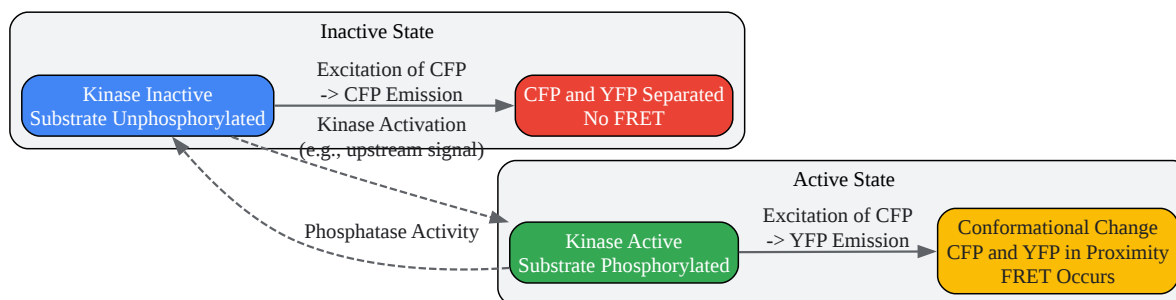 Inactive State
Kinase Inactive
Substrate Unphosphorylated
Excitation of CFP
-> CFP Emission
CFP and YFP Separated
No FRET
Kinase Activation
(e.g., upstream signal)
Phosphatase Activity
Active State
Kinase Active
Substrate Phosphorylated
Excitation of CFP
-> YFP Emission
Conformational Change
CFP and YFP in Proximity
FRET Occurs